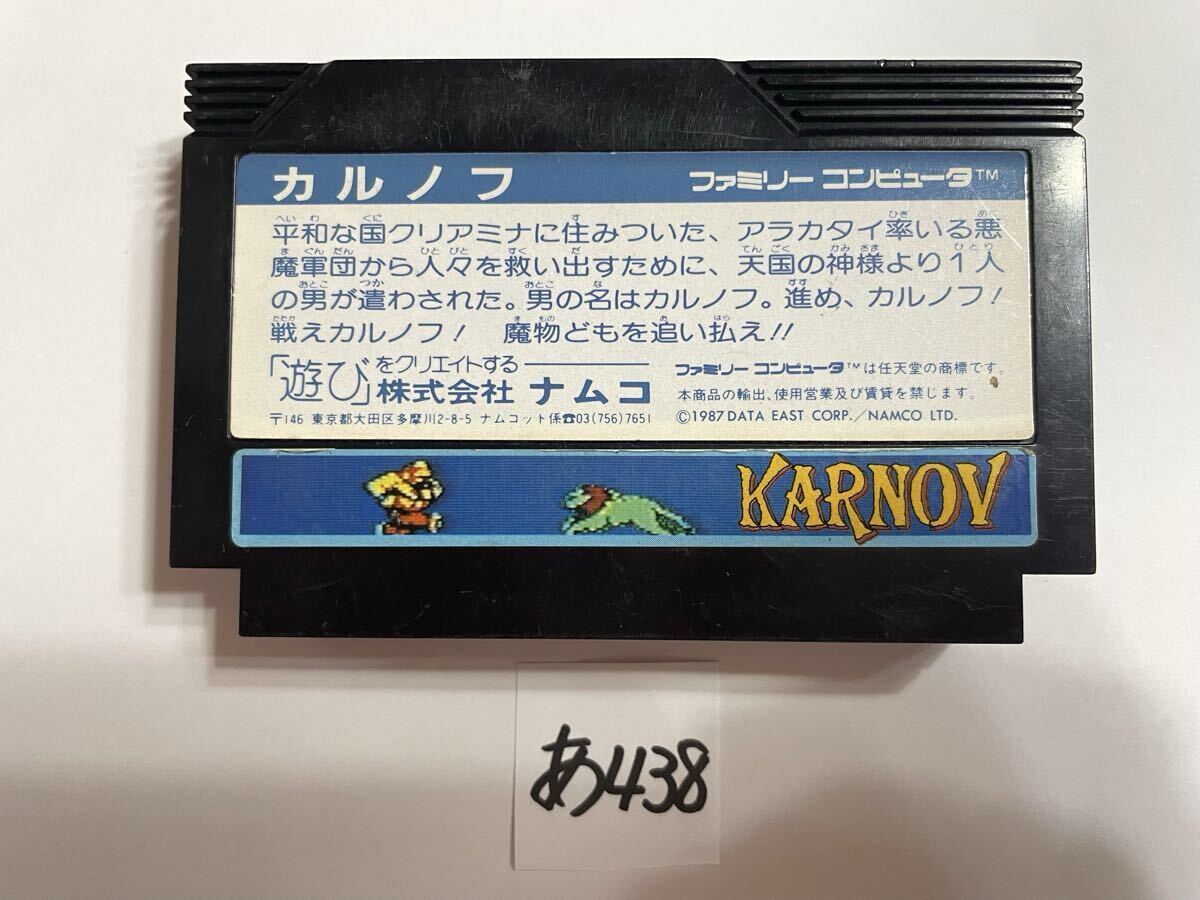 カルノフ ファミリー コンピュータ™
平和な国クリアミナに住みついた、アラカタイ率いる悪
魔軍団から人々を救い出すために、天国の神様より1人
の男が遣わされた。男の名はカルノフ。進め、カルノフ!
戦えカルノフ! 魔物どもを追い払え!!
「遊び」をクリエイトする
株式会社 ナムコ
〒146 東京都大田区多摩川2-8-5 ナムコット係☎03(756)7651
ファミリー コンピュータ™は任天堂の商標です。
本商品の輸出、使用営業及び賃貸を禁じます。
©1987 DATA EAST CORP./NAMCO LTD.
KARNOV
あ438